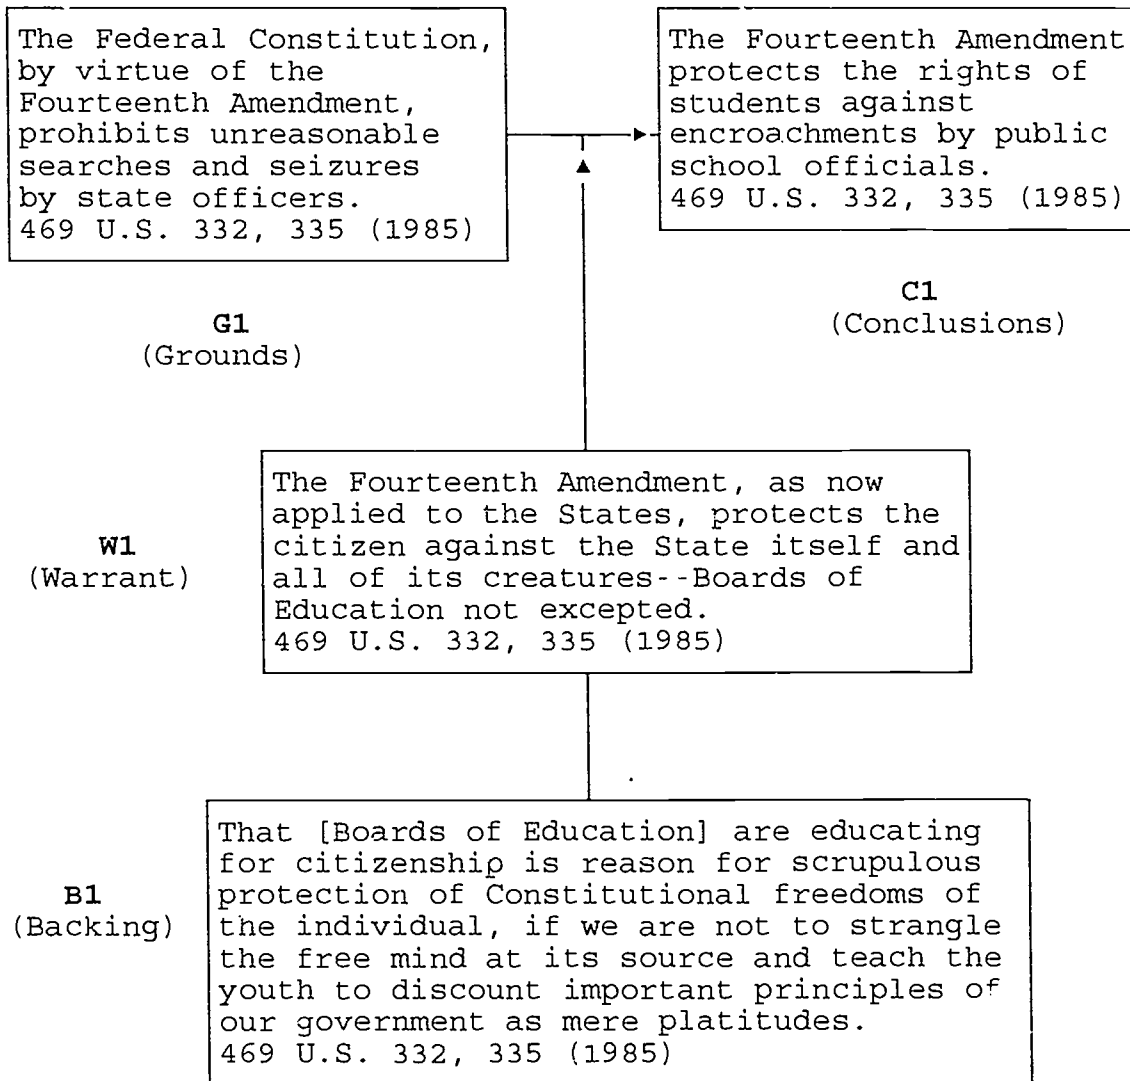 The Federal Constitution,
by virtue of the
Fourteenth Amendment,
prohibits unreasonable
searches and seizures
by state officers.
469 U.S. 332, 335 (1985)
G1
(Grounds)
The Fourteenth Amendment
protects the rights of
students against
encroachments by public
school officials.
469 U.S. 332, 335 (1985)
C1
(Conclusions)
W1
(Warrant)
The Fourteenth Amendment, as now
applied to the States, protects the
citizen against the State itself and
all of its creatures--Boards of
Education not excepted.
469 U.S. 332, 335 (1985)
B1
(Backing)
That [Boards of Education] are educating
for citizenship is reason for scrupulous
protection of Constitutional freedoms of
the individual, if we are not to strangle
the free mind at its source and teach the
youth to discount important principles of
our government as mere platitudes.
469 U.S. 332, 335 (1985)